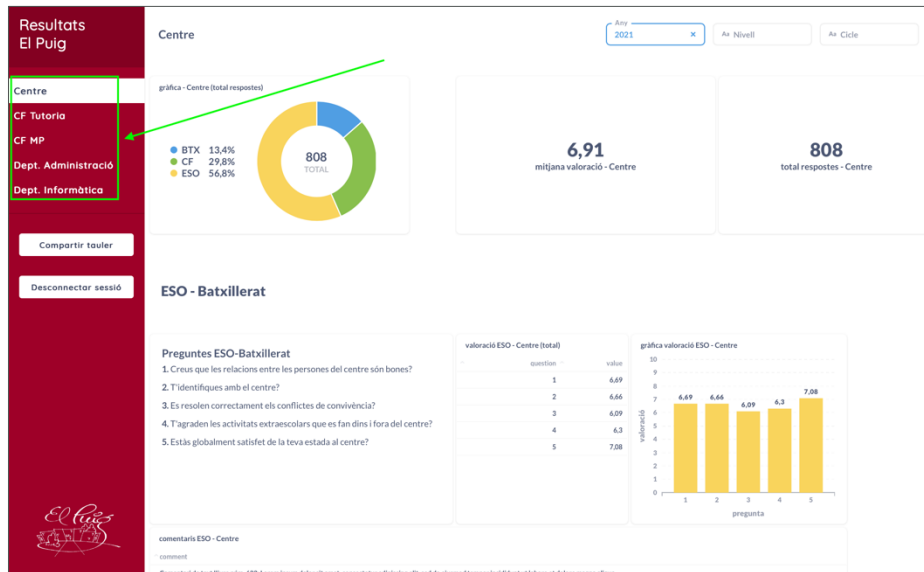 Resultats
El Puig
Centre
CF Tutoria
CF MP
Dept. Administració
Dept. Informàtica
Compartir tauler
Desconnectar sessió
El Puig
Centre
Any
2021
Aa Nivell
Aa Cicle
gràfica - Centre (total respostes)
BTX 13,4%
CF 29,8%
ESO 56,8%
808
TOTAL
6,91
mitjana valoració - Centre
808
total respostes - Centre
ESO - Batxillerat
Preguntes ESO-Batxillerat
1. Creus que les relacions entre les persones del centre són bones?
2. T'identifiques amb el centre?
3. Es resolen correctament els conflictes de convivència?
4. T'agraden les activitats extraescolars que es fan dins i fora del centre?
5. Estàs globalment satisfet de la teva estada al centre?
valoració ESO - Centre (total)
question value
1 6,69
2 6,66
3 6,09
4 6,3
5 7,08
gràfica valoració ESO - Centre
10
9
8
7
6
5
4
3
2
1
0
valoració
6,69 6,66 6,09 6,3 7,08
1 2 3 4 5
pregunta
comentaris ESO - Centre
comment